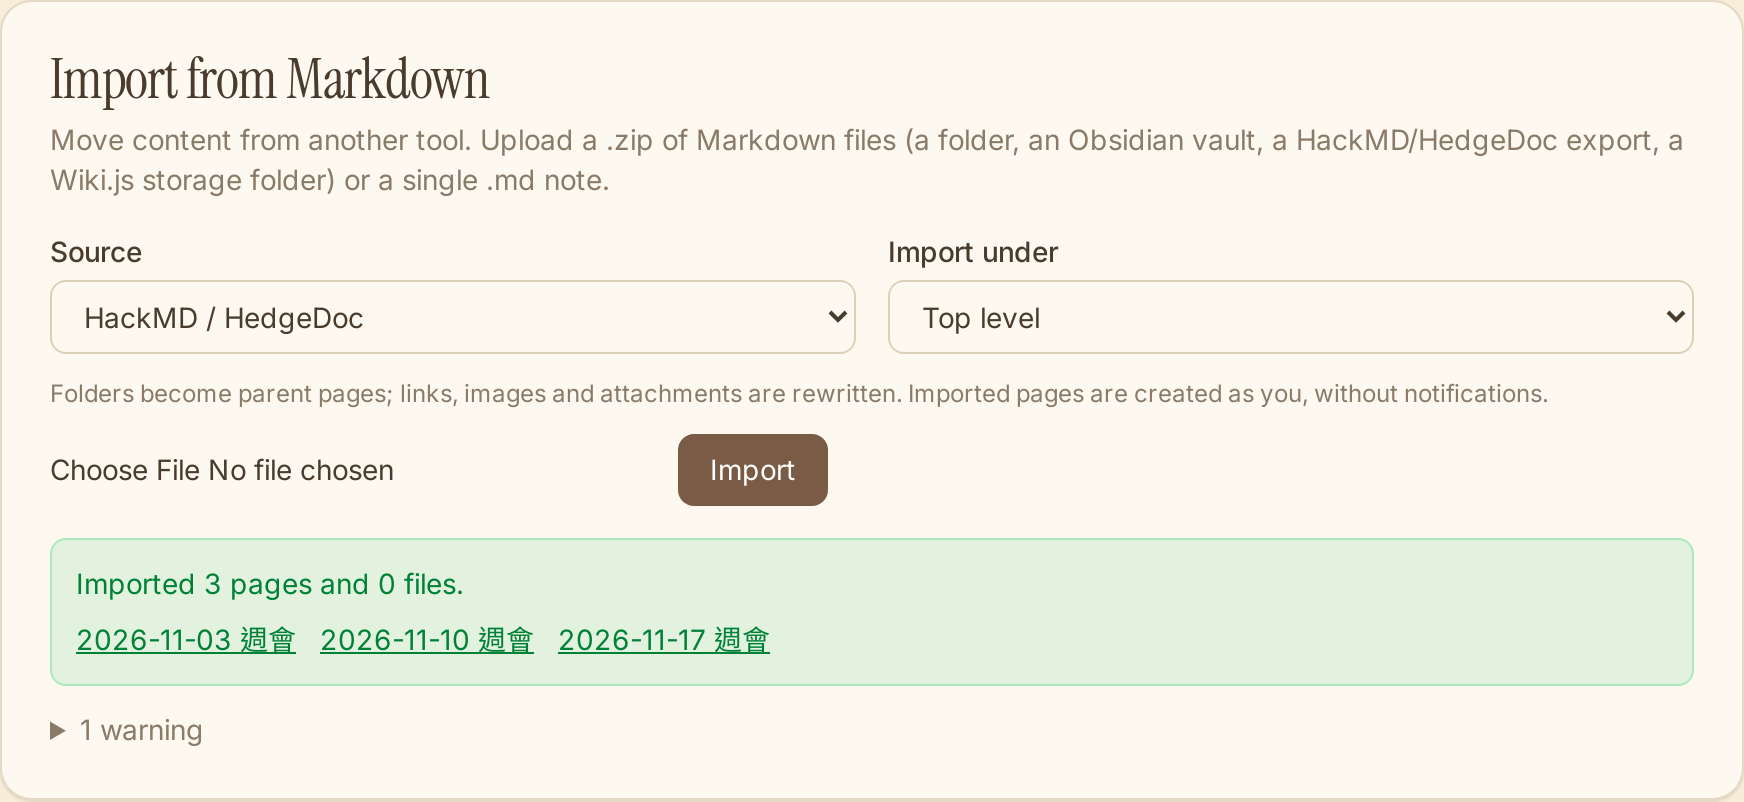 Import from Markdown
Move content from another tool. Upload a .zip of Markdown files (a folder, an Obsidian vault, a HackMD/HedgeDoc export, a
Wiki.js storage folder) or a single .md note.
Source
Import under
HackMD / HedgeDoc
Top level
Folders become parent pages; links, images and attachments are rewritten. Imported pages are created as you, without notifications.
Choose File No file chosen
Import
Imported 3 pages and 0 files.
2026-11-03 週會 2026-11-10 週會 2026-11-17 週會
1 warning